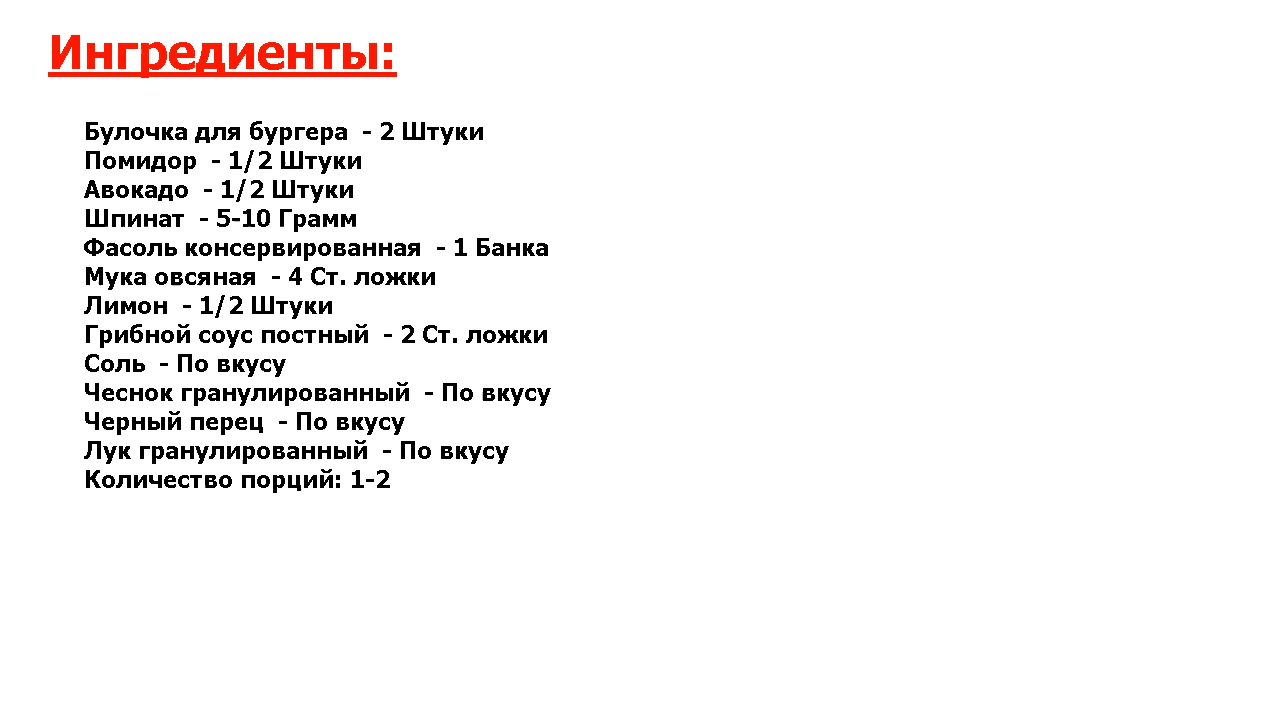 Ингредиенты:
Булочка для бургера  - 2 Штуки
Помидор  - 1/2 Штуки
Авокадо  - 1/2 Штуки
Шпинат  - 5-10 Грамм
Фасоль консервированная  - 1 Банка
Мука овсяная  - 4 Ст. ложки
Лимон  - 1/2 Штуки
Грибной соус постный  - 2 Ст. ложки
Соль  - По вкусу
Чеснок гранулированный  - По вкусу
Черный перец  - По вкусу
Лук гранулированный  - По вкусу
Количество порций: 1-2